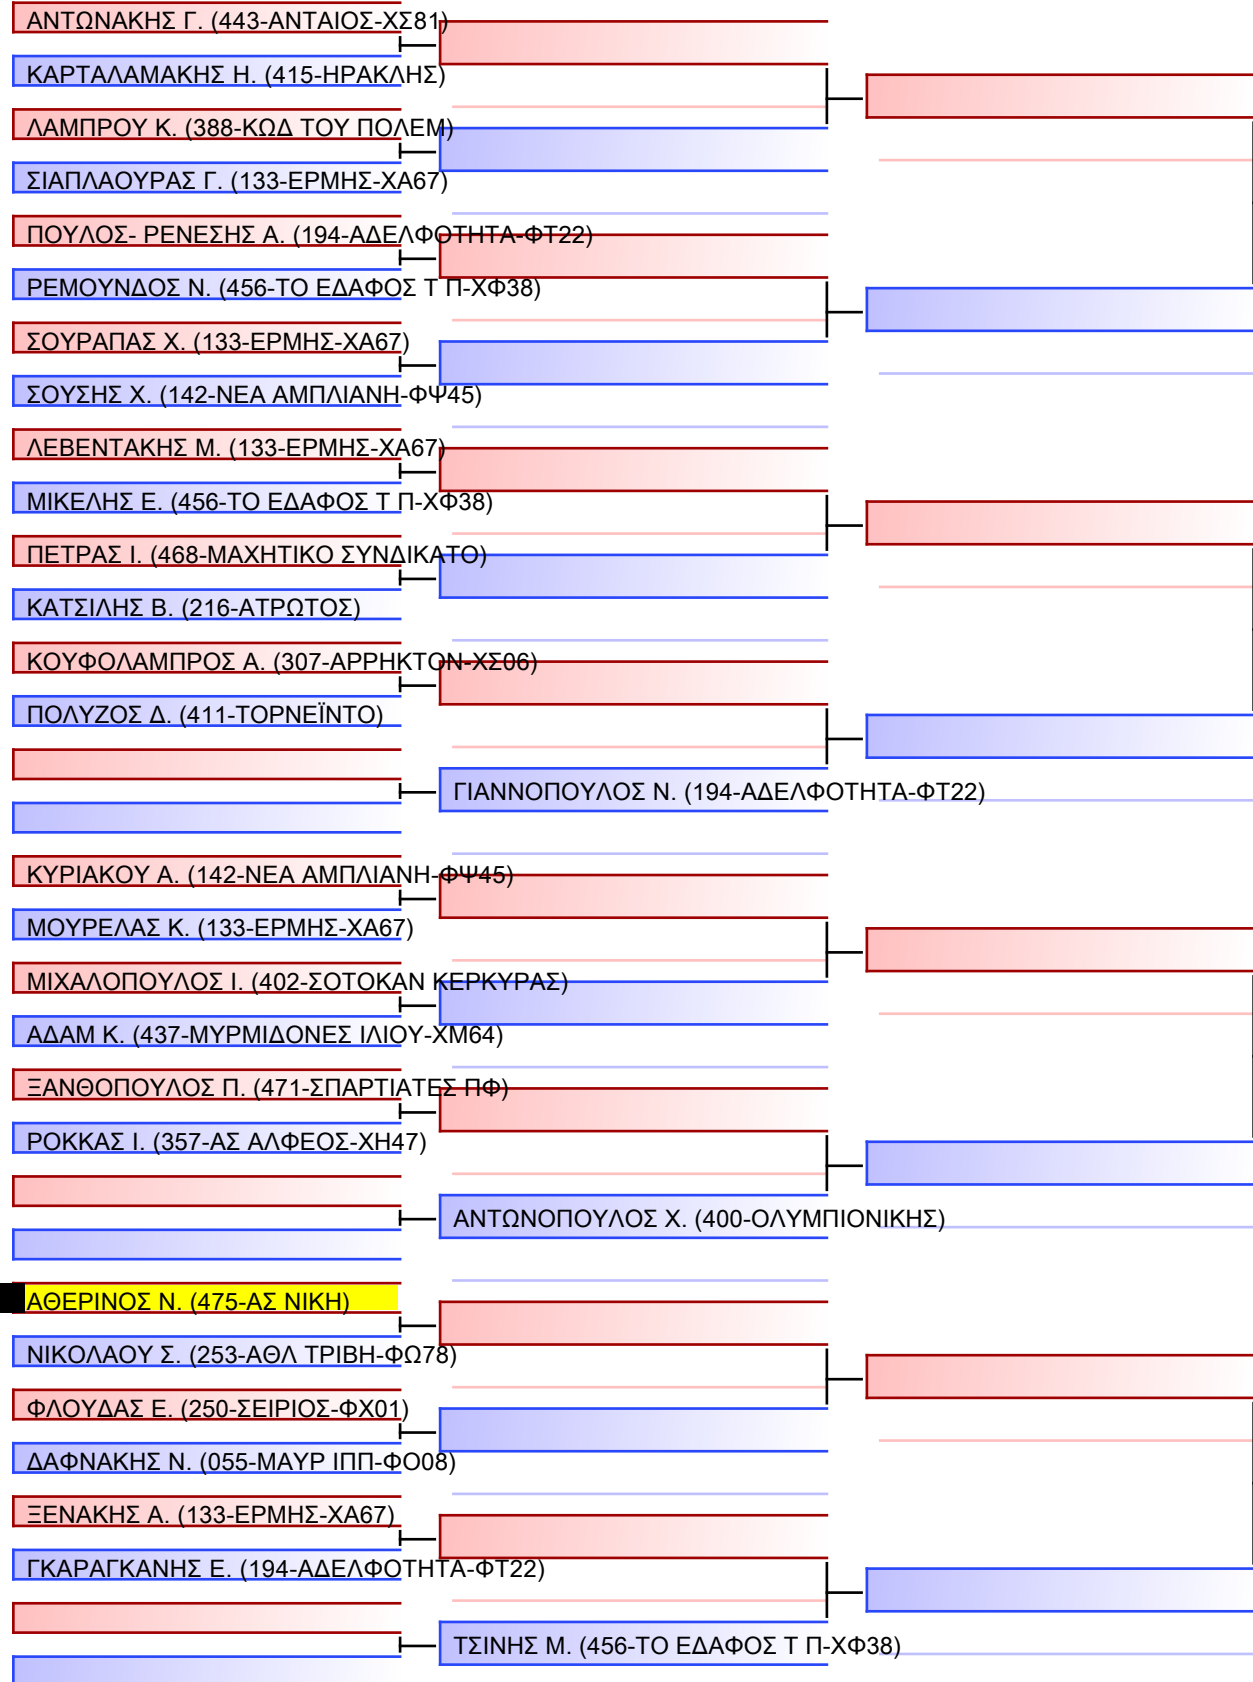 ΑΝΤΩΝΑΚΗΣ Γ. (443-ΑΝΤΑΙΟΣ-ΧΣ81)
ΚΑΡΤΑΛΑΜΑΚΗΣ Η. (415-ΗΡΑΚΛΗΣ)
ΛΑΜΠΡΟΥ Κ. (388-ΚΩΔ ΤΟΥ ΠΟΛΕΜ)
ΣΙΑΠΛΑΟΥΡΑΣ Γ. (133-ΕΡΜΗΣ-ΧΑ67)
ΠΟΥΛΟΣ- ΡΕΝΕΣΗΣ Α. (194-ΑΔΕΛΦΟΤΗΤΑ-ΦΤ22)
ΡΕΜΟΥΝΔΟΣ Ν. (456-ΤΟ ΕΔΑΦΟΣ Τ Π-ΧΦ38)
ΣΟΥΡΑΠΑΣ Χ. (133-ΕΡΜΗΣ-ΧΑ67)
ΣΟΥΣΗΣ Χ. (142-ΝΕΑ ΑΜΠΛΙΑΝΗ-ΦΨ45)
ΛΕΒΕΝΤΑΚΗΣ Μ. (133-ΕΡΜΗΣ-ΧΑ67)
ΜΙΚΕΛΗΣ Ε. (456-ΤΟ ΕΔΑΦΟΣ Τ Π-ΧΦ38)
ΠΕΤΡΑΣ Ι. (468-ΜΑΧΗΤΙΚΟ ΣΥΝΔΙΚΑΤΟ)
ΚΑΤΣΙΛΗΣ Β. (216-ΑΤΡΩΤΟΣ)
ΚΟΥΦΟΛΑΜΠΡΟΣ Α. (307-ΑΡΡΗΚΤΟΝ-ΧΣ06)
ΠΟΛΥΖΟΣ Δ. (411-ΤΟΡΝΕΪΝΤΟ)
ΓΙΑΝΝΟΠΟΥΛΟΣ Ν. (194-ΑΔΕΛΦΟΤΗΤΑ-ΦΤ22)
ΚΥΡΙΑΚΟΥ Α. (142-ΝΕΑ ΑΜΠΛΙΑΝΗ-ΦΨ45)
ΜΟΥΡΕΛΑΣ Κ. (133-ΕΡΜΗΣ-ΧΑ67)
ΜΙΧΑΛΟΠΟΥΛΟΣ Ι. (402-ΣΟΤΟΚΑΝ ΚΕΡΚΥΡΑΣ)
ΑΔΑΜ Κ. (437-ΜΥΡΜΙΔΟΝΕΣ ΙΛΙΟΥ-ΧΜ64)
ΞΑΝΘΟΠΟΥΛΟΣ Π. (471-ΣΠΑΡΤΙΑΤΕΣ ΠΦ)
ΡΟΚΚΑΣ Ι. (357-ΑΣ ΑΛΦΕΟΣ-ΧΗ47)
ΑΝΤΩΝΟΠΟΥΛΟΣ Χ. (400-ΟΛΥΜΠΙΟΝΙΚΗΣ)
ΑΘΕΡΙΝΟΣ Ν. (475-ΑΣ ΝΙΚΗ)
ΝΙΚΟΛΑΟΥ Σ. (253-ΑΘΛ ΤΡΙΒΗ-ΦΩ78)
ΦΛΟΥΔΑΣ Ε. (250-ΣΕΙΡΙΟΣ-ΦΧ01)
ΔΑΦΝΑΚΗΣ Ν. (055-ΜΑΥΡ ΙΠΠ-ΦΟ08)
ΞΕΝΑΚΗΣ Α. (133-ΕΡΜΗΣ-ΧΑ67)
ΓΚΑΡΑΓΚΑΝΗΣ Ε. (194-ΑΔΕΛΦΟΤΗΤΑ-ΦΤ22)
ΤΣΙΝΗΣ Μ. (456-ΤΟ ΕΔΑΦΟΣ Τ Π-ΧΦ38)